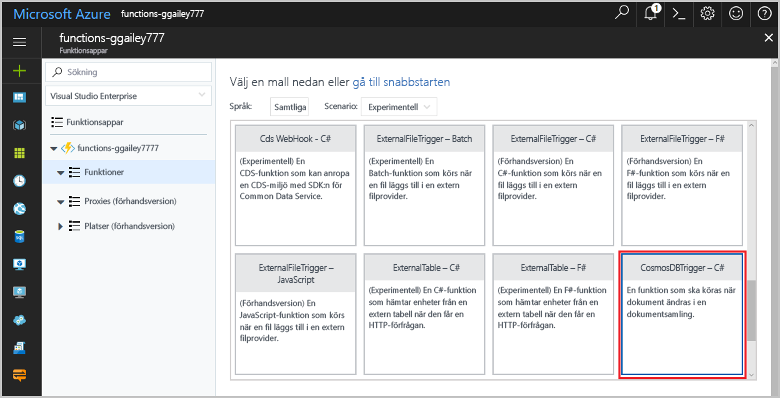 Microsoft Azure functions-ggailey777
1
functions-ggailey777
Funktionsappar
Sökning
Visual Studio Enterprise
Funktionsappar
functions-ggailey7777
Funktioner
Proxies (förhandsversion)
Platser (förhandsversion)
Välj en mall nedan eller gå till snabbstarten
Språk: Samtliga Scenario: Experimentell
Cds WebHook - C#
(Experimentell) En
CDS-funktion som kan anropa
en CDS-miljö med SDK:n för
Common Data Service.
ExternalFileTrigger – Batch
(Experimentell) En
Batch-funktion som körs när
en fil läggs till i en extern
filprovider.
ExternalFileTrigger – C#
(Förhandsversion) En
C#-funktion som körs när en
fil läggs till i en extern
filprovider.
ExternalFileTrigger – F#
(Förhandsversion) En
F#-funktion som körs när en
fil läggs till i en extern
filprovider.
ExternalFileTrigger –
JavaScript
(Förhandsversion) En
JavaScript-funktion som körs
när en fil läggs till i en extern
filprovider.
ExternalTable – C#
(Experimentell) En C#-funktion
som hämtar enheter från en
extern tabell när den får en
HTTP-förfrågan.
ExternalTable – F#
(Experimentell) En F#-funktion
som hämtar enheter från en
extern tabell när den får en
HTTP-förfrågan.
CosmosDBTrigger – C#
En funktion som ska köras när
dokument ändras i en
dokumentsamling.